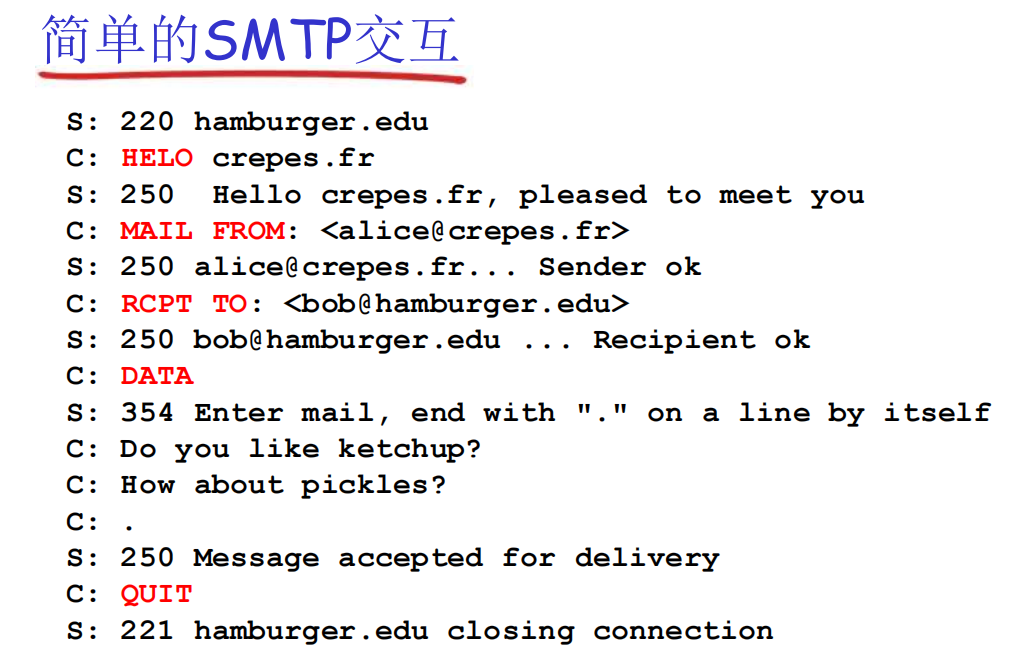 简单的SMTP交互
S: 220 hamburger.edu
C: HELO crepes.fr
S: 250  Hello crepes.fr, pleased to meet you
C: MAIL FROM: <alice@crepes.fr>
S: 250 alice@crepes.fr... Sender ok
C: RCPT TO: <bob@hamburger.edu>
S: 250 bob@hamburger.edu ... Recipient ok
C: DATA
S: 354 Enter mail, end with "." on a line by itself
C: Do you like ketchup?
C: How about pickles?
C: .
S: 250 Message accepted for delivery
C: QUIT
S: 221 hamburger.edu closing connection